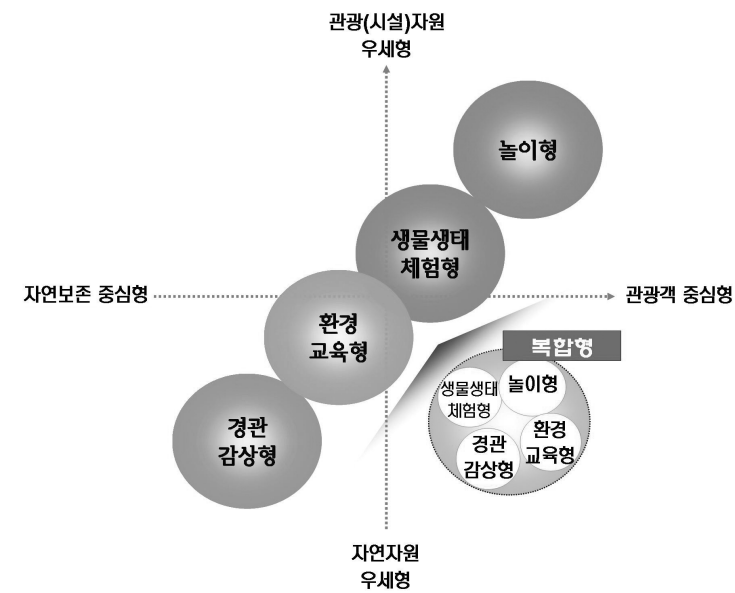 관광(시설)자원
우세형
놀이형
생물생태
체험형
자연보존 중심형
관광객 중심형
환경
교육형
복합형
생물생태
체험형
놀이형
환경
교육형
경관
감상형
경관
감상형
자연자원
우세형